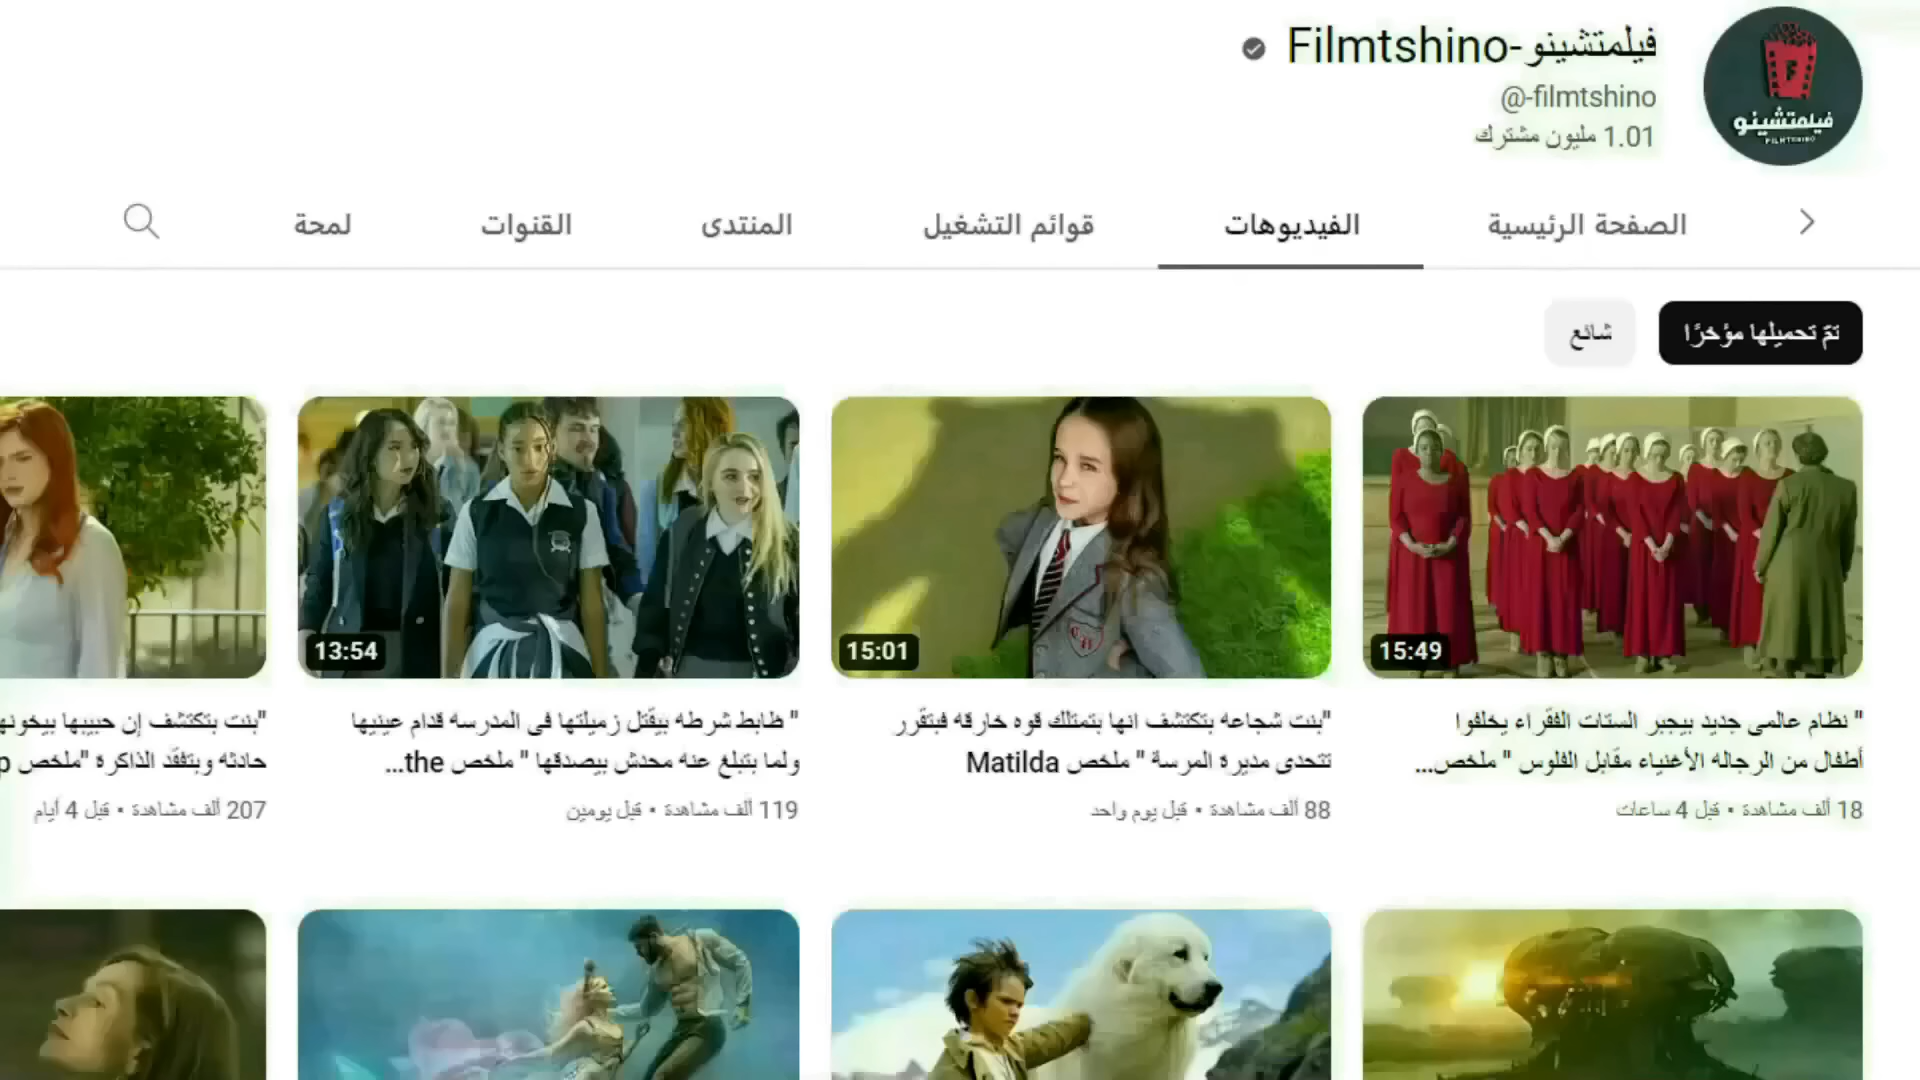 فيلمتشينو -Filmtshino
@-filmtshino
1.01 مليون مشترك
فيلمتشينو
FILMTSHINO
الصفحة الرئيسية
الفيديوهات
قوائم التشغيل
المنتدى
القنوات
لمحة
تمّ تحميلها مؤخرًا
شائع
15:49
15:01
13:54
" نظام عالمى جديد بيجبر الستات الفقراء يخلفوا
أطفال من الرجاله الأغنياء مقابل الفلوس " ملخص...
18 ألف مشاهدة • قبل 4 ساعات
"بنت شجاعه بتكتشف انها بتمتلك قوه خارقه فبتقرر
تتحدى مديره المرسة " ملخص Matilda
88 ألف مشاهدة • قبل يوم واحد
" ظابط شرطه بيقتل زميلتها فى المدرسه قدام عينيها
ولما بتبلغ عنه محدش بيصدقها " ملخص the...
119 ألف مشاهدة • قبل يومين
"بنت بتكتشف إن حبيبها
حادثه وبتفقد الذاكره "ملخص
207 ألف مشاهدة • قبل 4 أيام